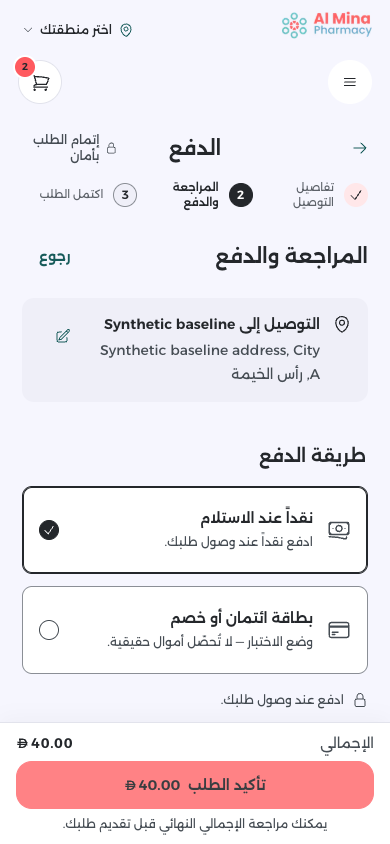 Al Mina
Pharmacy
اختر منطقتك
2
الدفع
إتمام الطلب
بأمان
تفاصيل
التوصيل
2
المراجعة
والدفع
3
اكتمل الطلب
المراجعة والدفع
رجوع
التوصيل إلى Synthetic baseline
Synthetic baseline address, City
A, رأس الخيمة
طريقة الدفع
نقداً عند الاستلام
ادفع نقداً عند وصول طلبك.
بطاقة ائتمان أو خصم
وضع الاختبار — لا تُحصّل أموال حقيقية.
ادفع عند وصول طلبك.
الإجمالي
40.00
تأكيد الطلب 40.00
يمكنك مراجعة الإجمالي النهائي قبل تقديم طلبك.